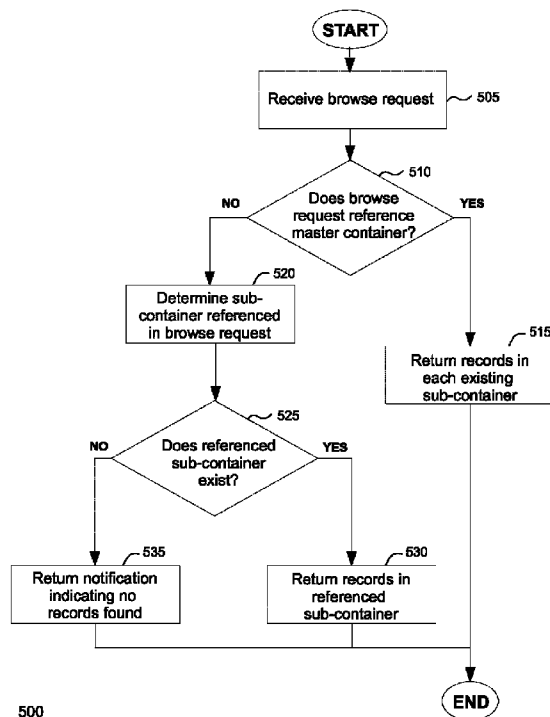 START
Receive browse request
505
510
Does browse
request reference
master container?
NO
YES
520
Determine sub-
container referenced
in browse request
515
Return records in
each existing
sub-container
525
Does referenced
sub-container
exist?
NO
YES
535
Return notification
indicating no
records found
530
Return records in
referenced
sub-container
END
500